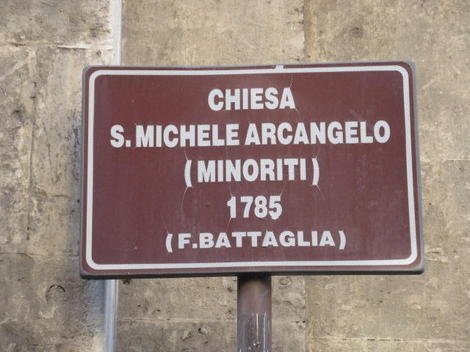 CHIESA
S. MICHELE ARCANGELO
(MINORITI)
1785
(F. BATTAGLIA)